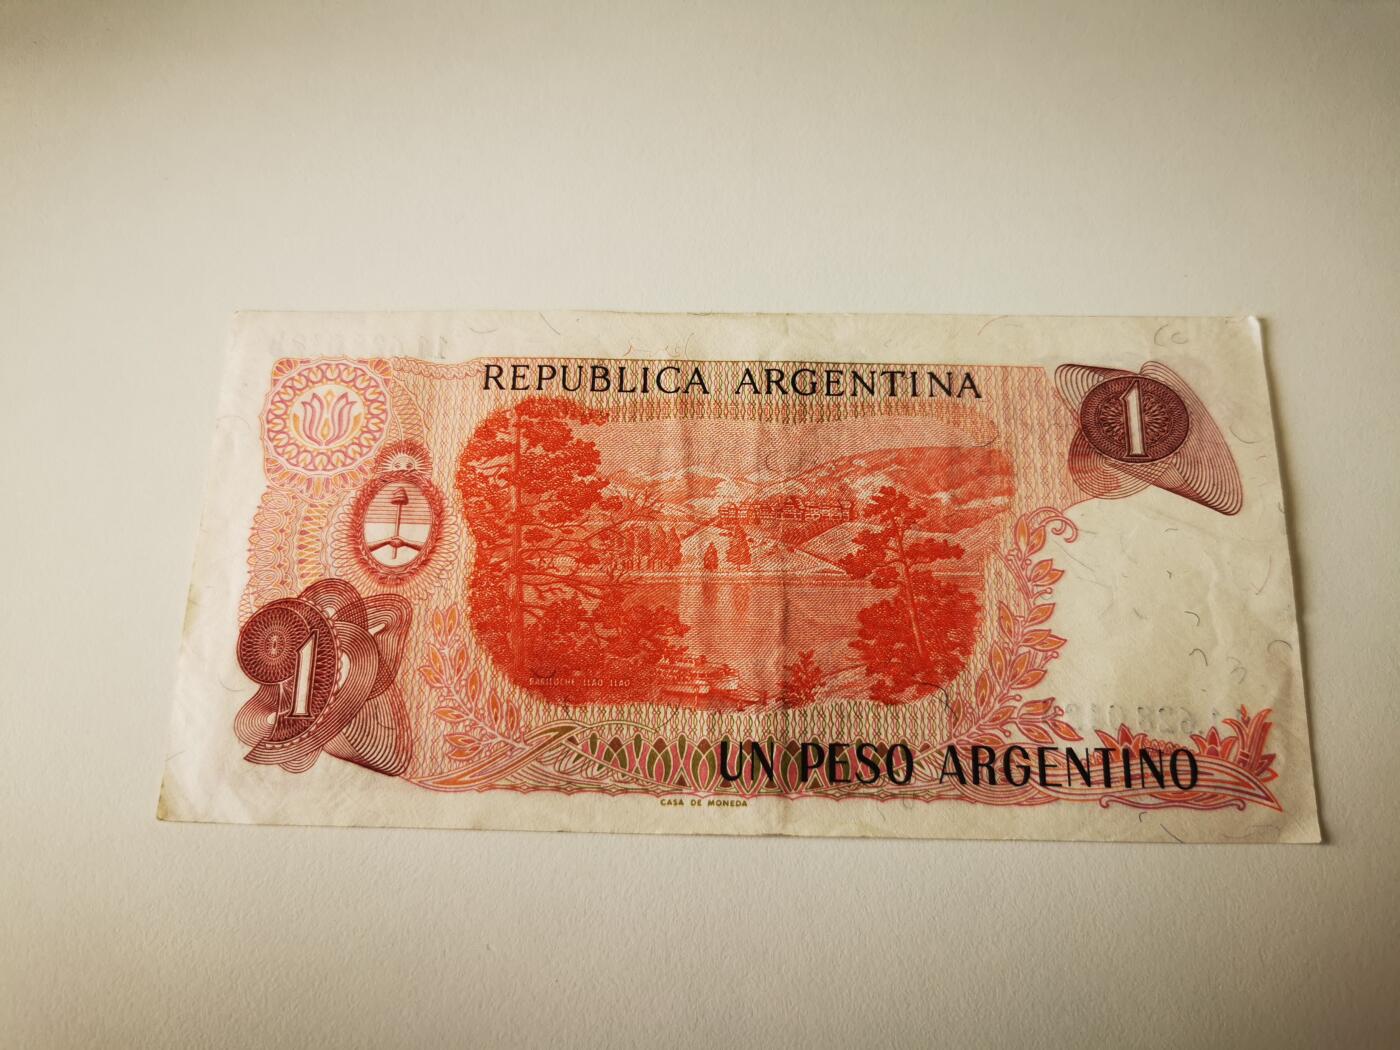 REPUBLICA ARGENTINA
1
1
BARILOCHE LLAO LLAO
UN PESO ARGENTINO
CASA DE MONEDA